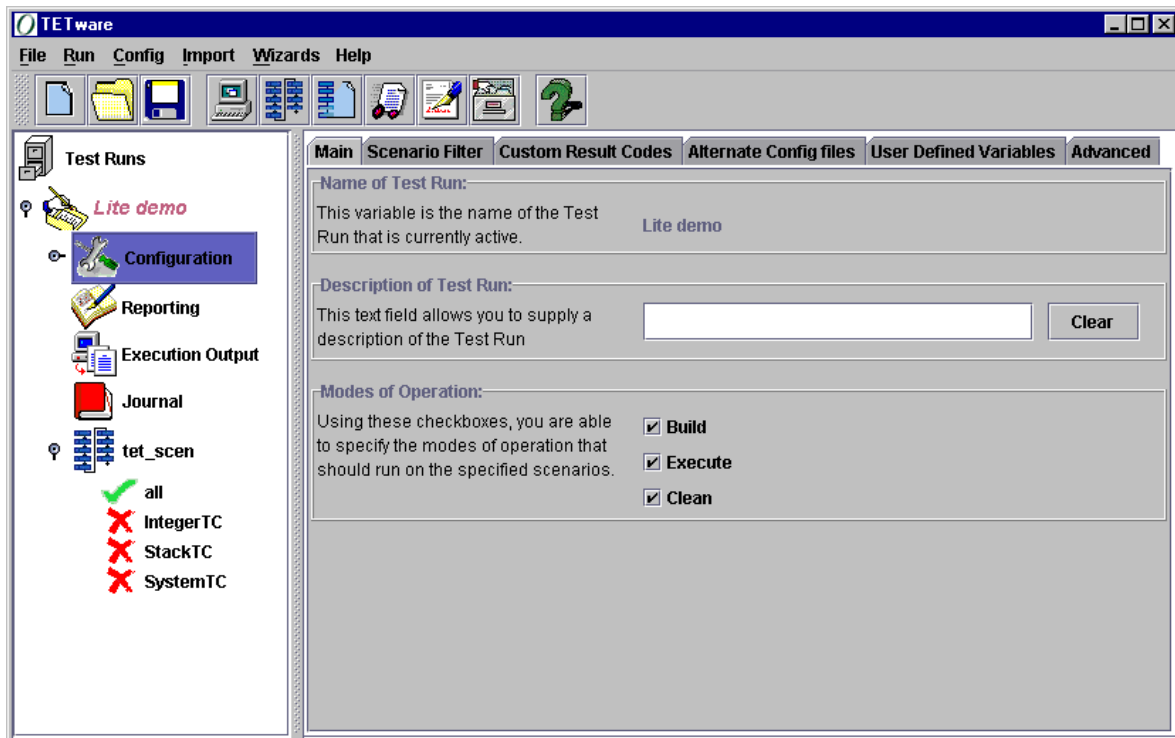 TETware
File Run Config Import Wizards Help
Test Runs
Lite demo
Configuration
Reporting
Execution Output
Journal
tet_scen
all
IntegerTC
StackTC
SystemTC
Main Scenario Filter Custom Result Codes Alternate Config files User Defined Variables Advanced
Name of Test Run:
This variable is the name of the Test
Run that is currently active.
Lite demo
Description of Test Run:
This text field allows you to supply a
description of the Test Run
Clear
Modes of Operation:
Using these checkboxes, you are able
to specify the modes of operation that
should run on the specified scenarios.
Build
Execute
Clean